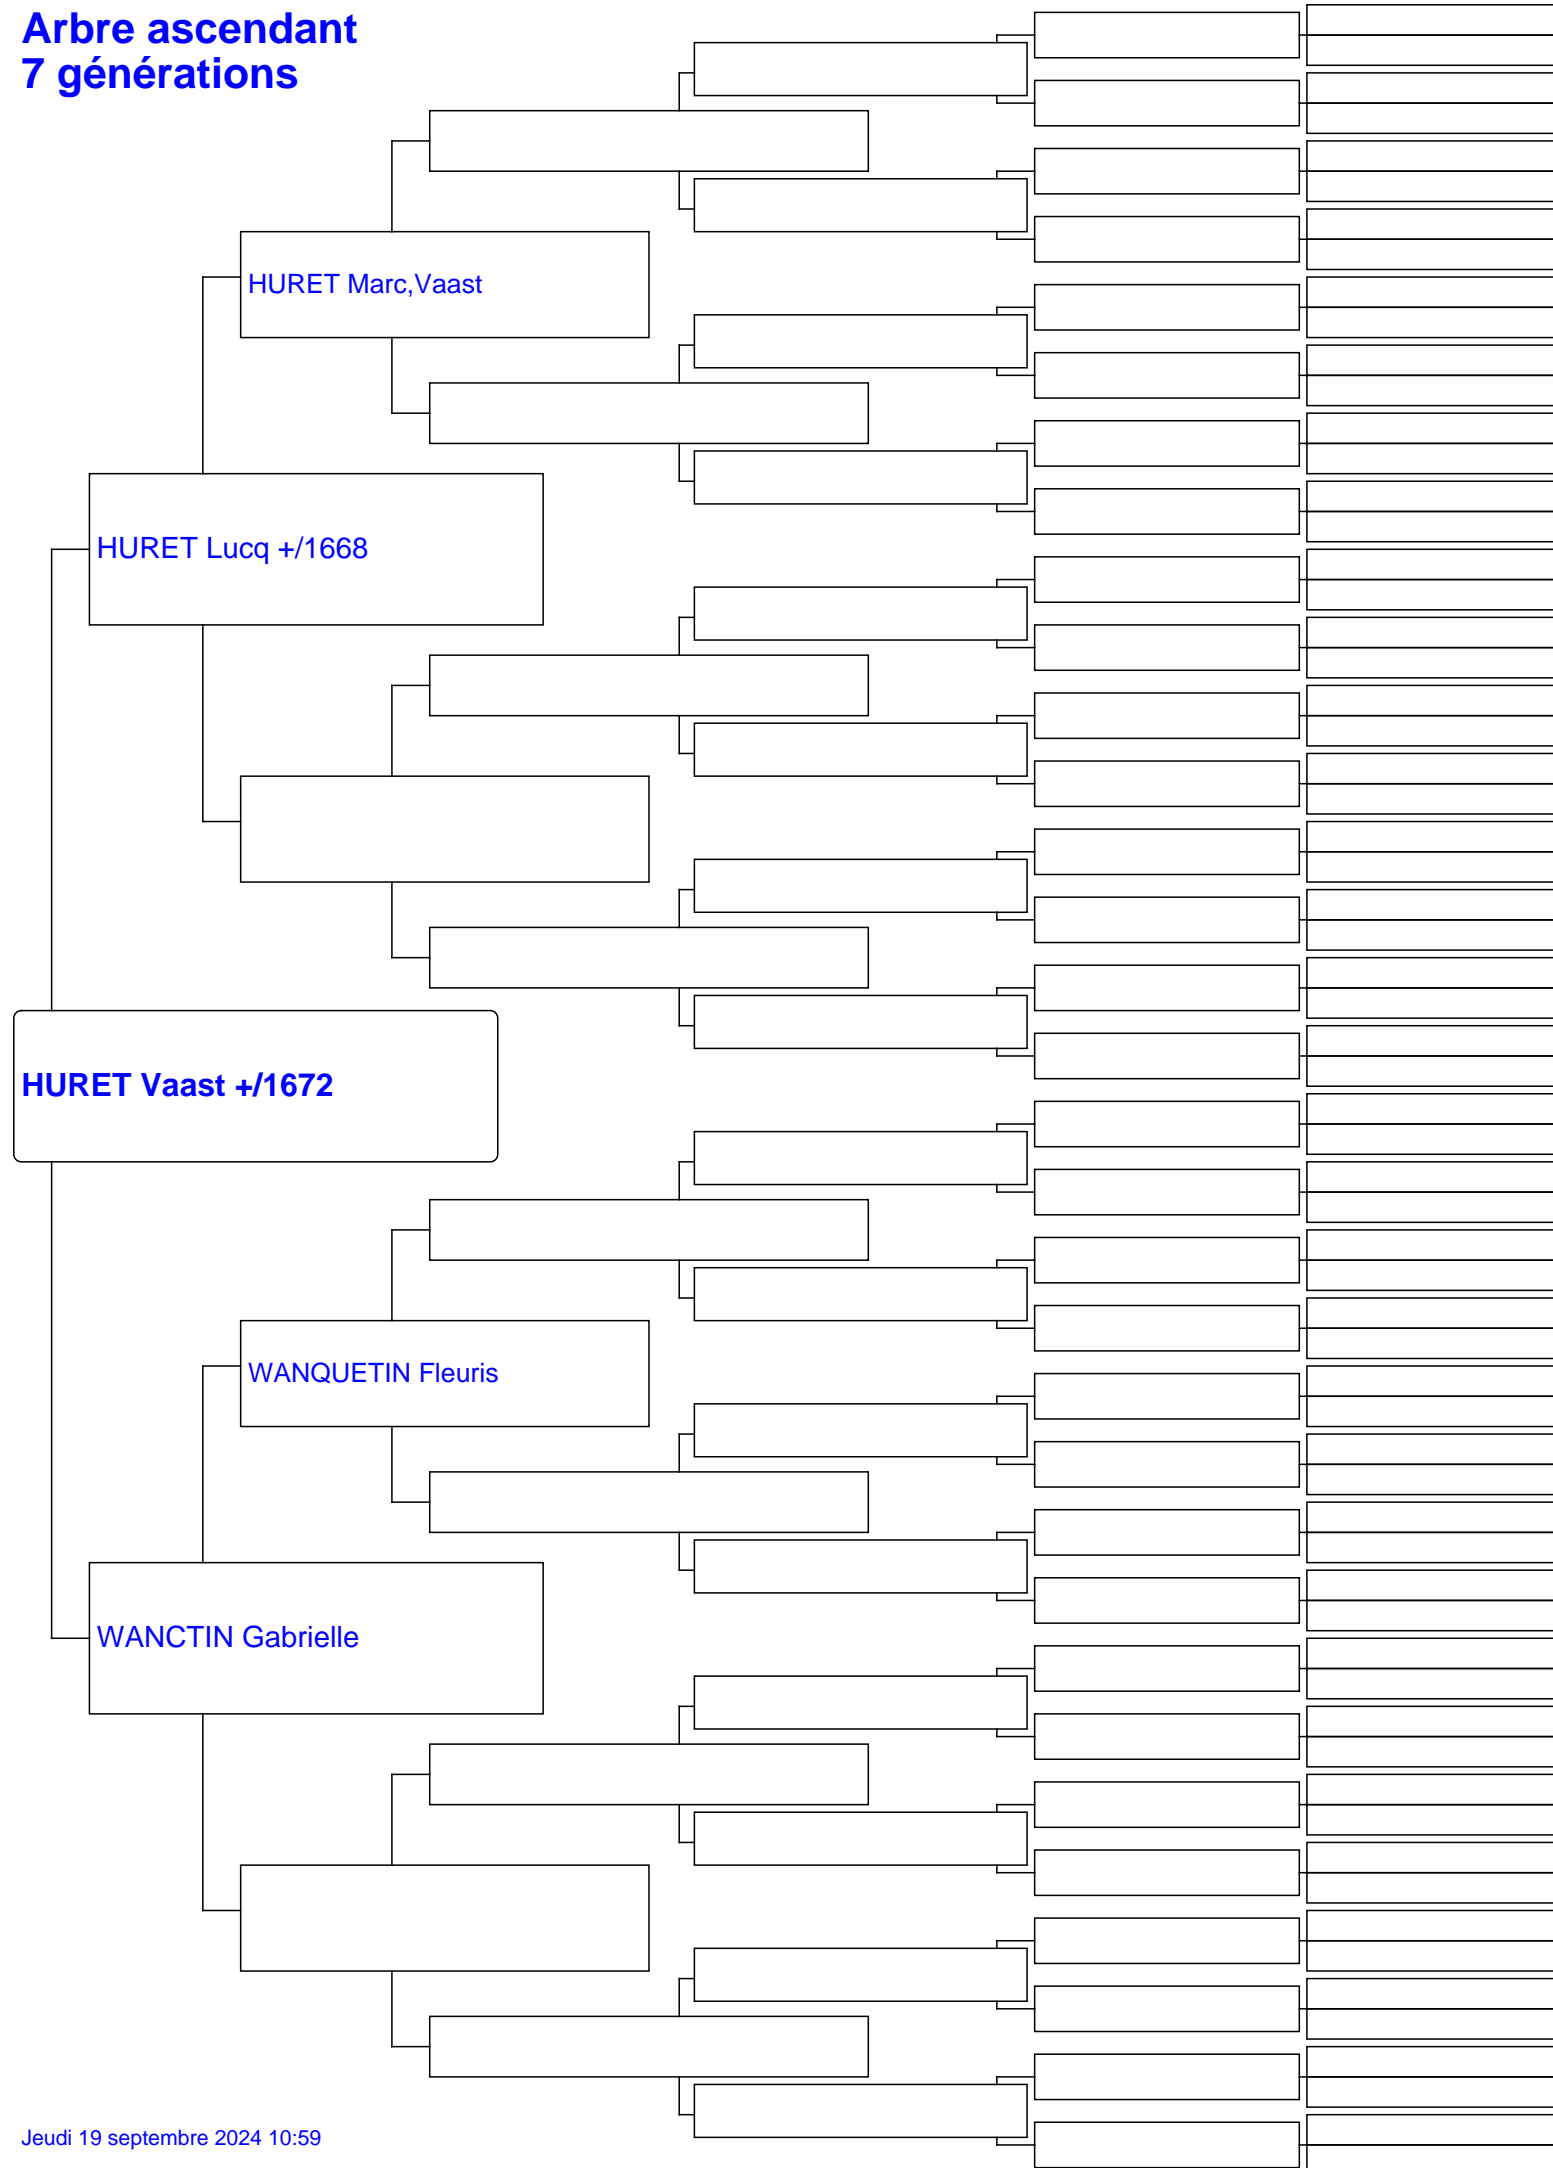 Arbre ascendant
7 générations
HURET Marc,Vaast
HURET Lucq +/1668
HURET Vaast +/1672
WANQUETIN Fleuris
WANCTIN Gabrielle
Jeudi 19 septembre 2024 10:59